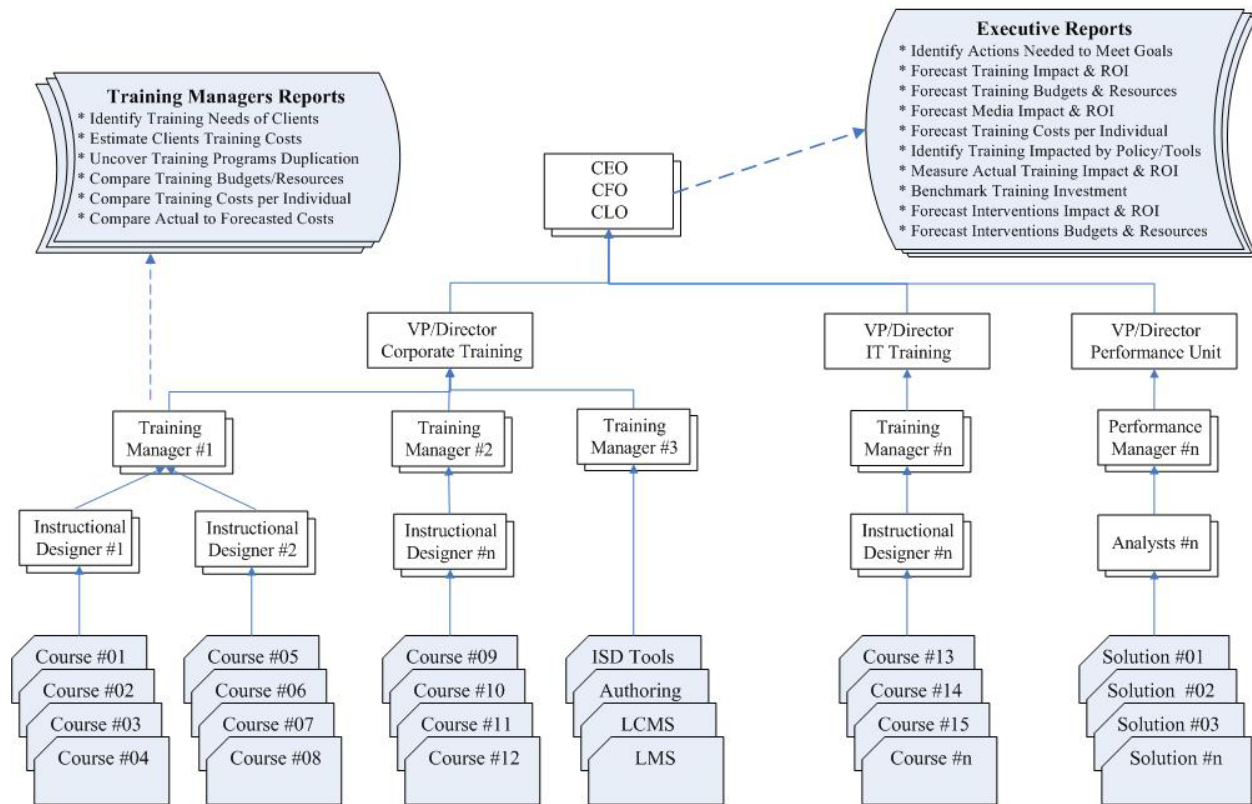 Executive Reports
* Identify Actions Needed to Meet Goals
* Forecast Training Impact & ROI
* Forecast Training Budgets & Resources
* Forecast Media Impact & ROI
* Forecast Training Costs per Individual
* Identify Training Impacted by Policy/Tools
* Measure Actual Training Impact & ROI
* Benchmark Training Investment
* Forecast Interventions Impact & ROI
* Forecast Interventions Budgets & Resources
Training Managers Reports
* Identify Training Needs of Clients
* Estimate Clients Training Costs
* Uncover Training Programs Duplication
* Compare Training Budgets/Resources
* Compare Training Costs per Individual
* Compare Actual to Forecasted Costs
CEO
CFO
CLO
VP/Director
Corporate Training
VP/Director
IT Training
VP/Director
Performance Unit
Training
Manager #1
Training
Manager #2
Training
Manager #3
Training
Manager #n
Performance
Manager #n
Instructional
Designer #1
Instructional
Designer #2
Instructional
Designer #n
Instructional
Designer #n
Analysts #n
Course #01
Course #02
Course #03
Course #04
Course #05
Course #06
Course #07
Course #08
Course #09
Course #10
Course #11
Course #12
ISD Tools
Authoring
LCMS
LMS
Course #13
Course #14
Course #15
Course #n
Solution #01
Solution #02
Solution #03
Solution #n